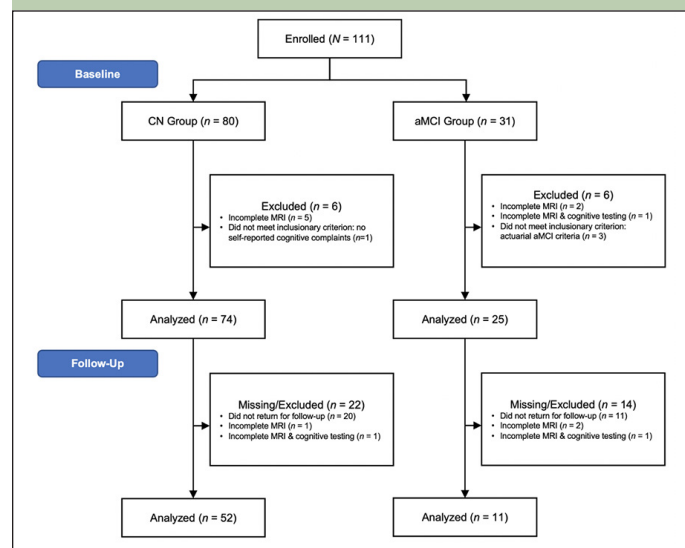 Enrolled (N = 111)
Baseline
CN Group (n = 80)
aMCI Group (n = 31)
Excluded (n = 6)
• Incomplete MRI (n = 5)
• Did not meet inclusionary criterion: no
self-reported cognitive complaints (n=1)
Excluded (n = 6)
• Incomplete MRI (n = 2)
• Incomplete MRI & cognitive testing (n = 1)
• Did not meet inclusionary criterion:
actuarial aMCI criteria (n = 3)
Analyzed (n = 74)
Analyzed (n = 25)
Follow-Up
Missing/Excluded (n = 22)
• Did not return for follow-up (n = 20)
• Incomplete MRI (n = 1)
• Incomplete MRI & cognitive testing (n = 1)
Missing/Excluded (n = 14)
• Did not return for follow-up (n = 11)
• Incomplete MRI (n = 2)
• Incomplete MRI & cognitive testing (n = 1)
Analyzed (n = 52)
Analyzed (n = 11)